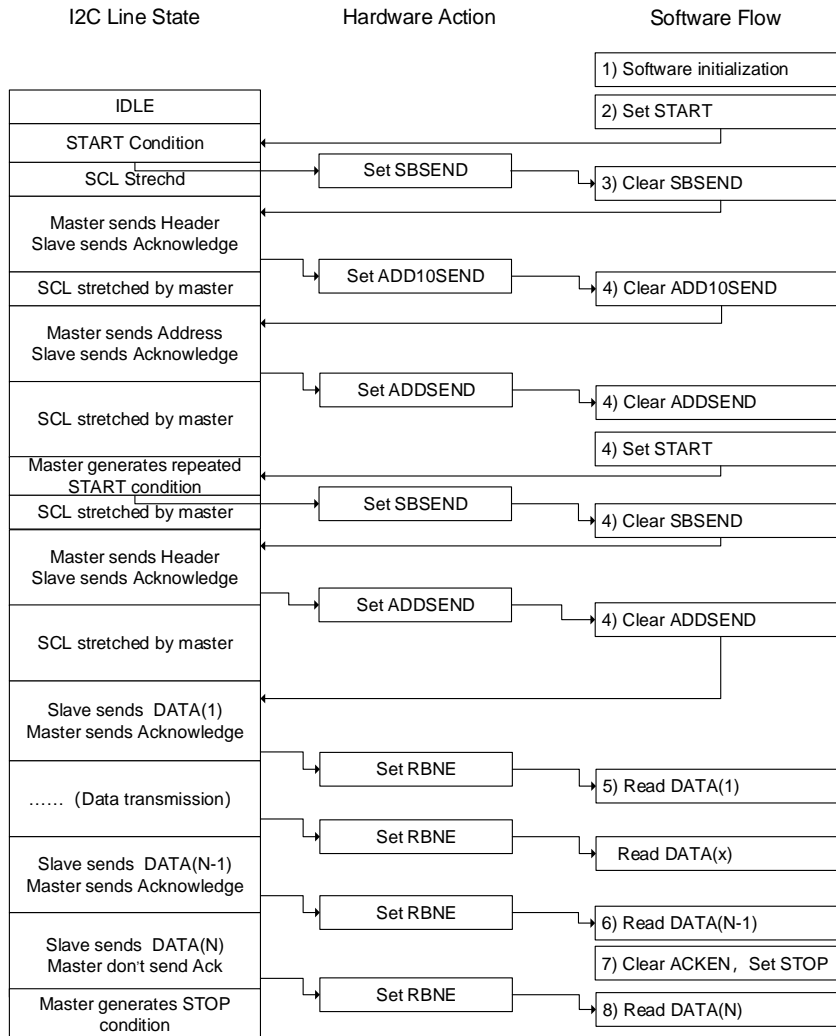 I2C Line State
Hardware Action
Software Flow
1) Software initialization
IDLE
2) Set START
START Condition
Set SBSEND
SCL Strechd
3) Clear SBSEND
Master sends Header
Slave sends Acknowledge
Set ADD10SEND
SCL stretched by master
4) Clear ADD10SEND
Master sends Address
Slave sends Acknowledge
Set ADDSEND
SCL stretched by master
4) Clear ADDSEND
4) Set START
Master generates repeated
START condition
Set SBSEND
SCL stretched by master
4) Clear SBSEND
Master sends Header
Slave sends Acknowledge
Set ADDSEND
SCL stretched by master
4) Clear ADDSEND
Slave sends DATA(1)
Master sends Acknowledge
Set RBNE
5) Read DATA(1)
…… (Data transmission)
Set RBNE
Read DATA(x)
Slave sends DATA(N-1)
Master sends Acknowledge
Set RBNE
6) Read DATA(N-1)
Slave sends DATA(N)
Master don't send Ack
7) Clear ACKEN, Set STOP
Set RBNE
8) Read DATA(N)
Master generates STOP
condition